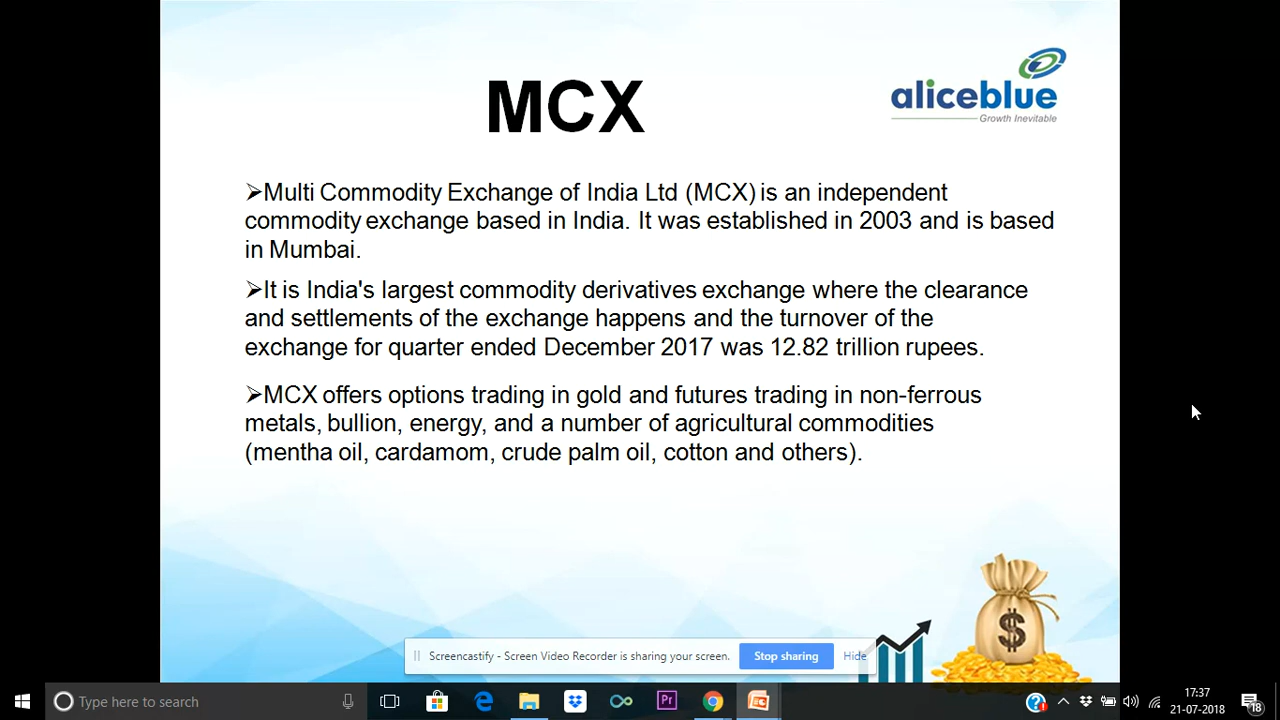 MCX
aliceblue
Growth Inevitable
➢Multi Commodity Exchange of India Ltd (MCX) is an independent
commodity exchange based in India. It was established in 2003 and is based
in Mumbai.
➢It is India's largest commodity derivatives exchange where the clearance
and settlements of the exchange happens and the turnover of the
exchange for quarter ended December 2017 was 12.82 trillion rupees.
➢MCX offers options trading in gold and futures trading in non-ferrous
metals, bullion, energy, and a number of agricultural commodities
(mentha oil, cardamom, crude palm oil, cotton and others).
$
Screencastify - Screen Video Recorder is sharing your screen. Stop sharing Hide
Type here to search
Pr
17:37
21-07-2018
18